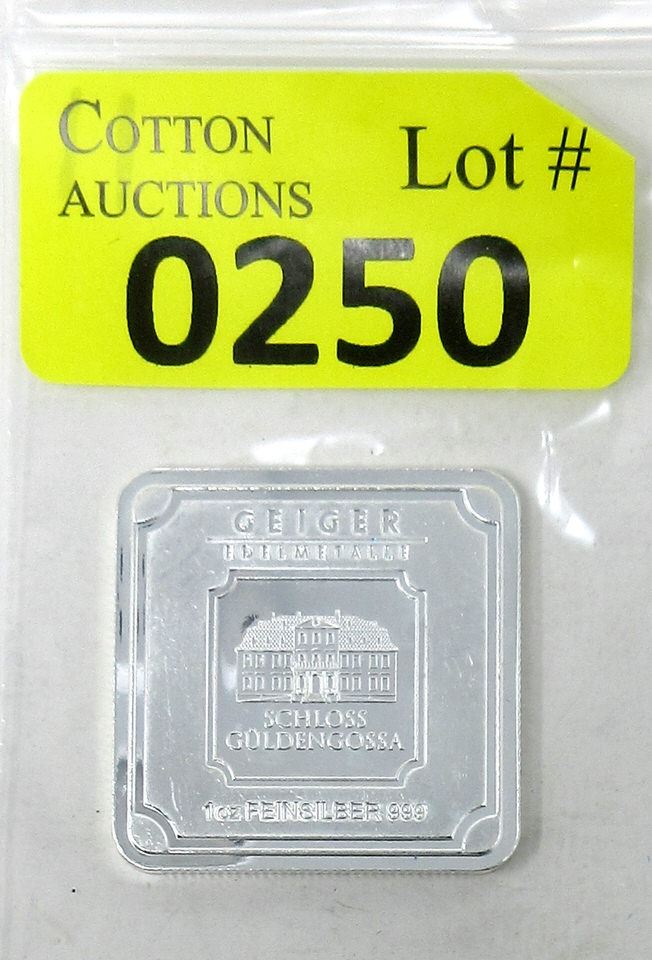 COTTON
AUCTIONS
Lot #
0250
GEIGER
EDELMETALLE
SCHLOSS
GÜLDENGOSSA
1oz FEINSILBER 999